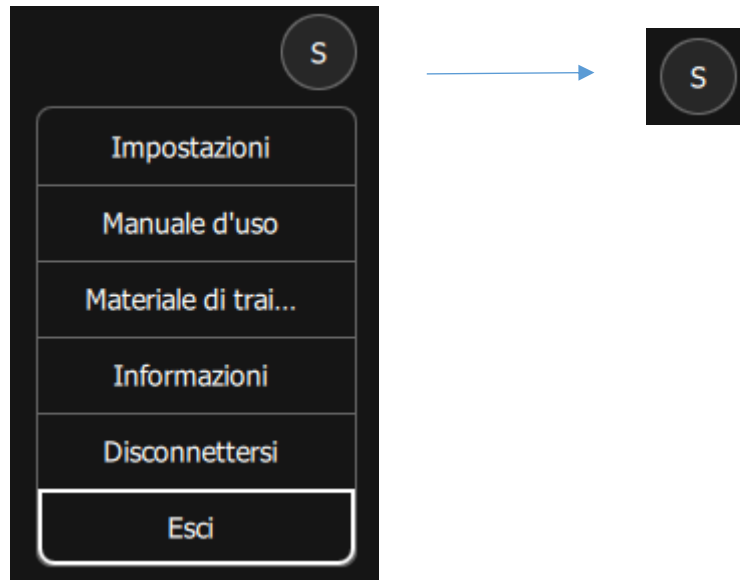 S
S
Impostazioni
Manuale d'uso
Materiale di trai...
Informazioni
Disconnettersi
Esci